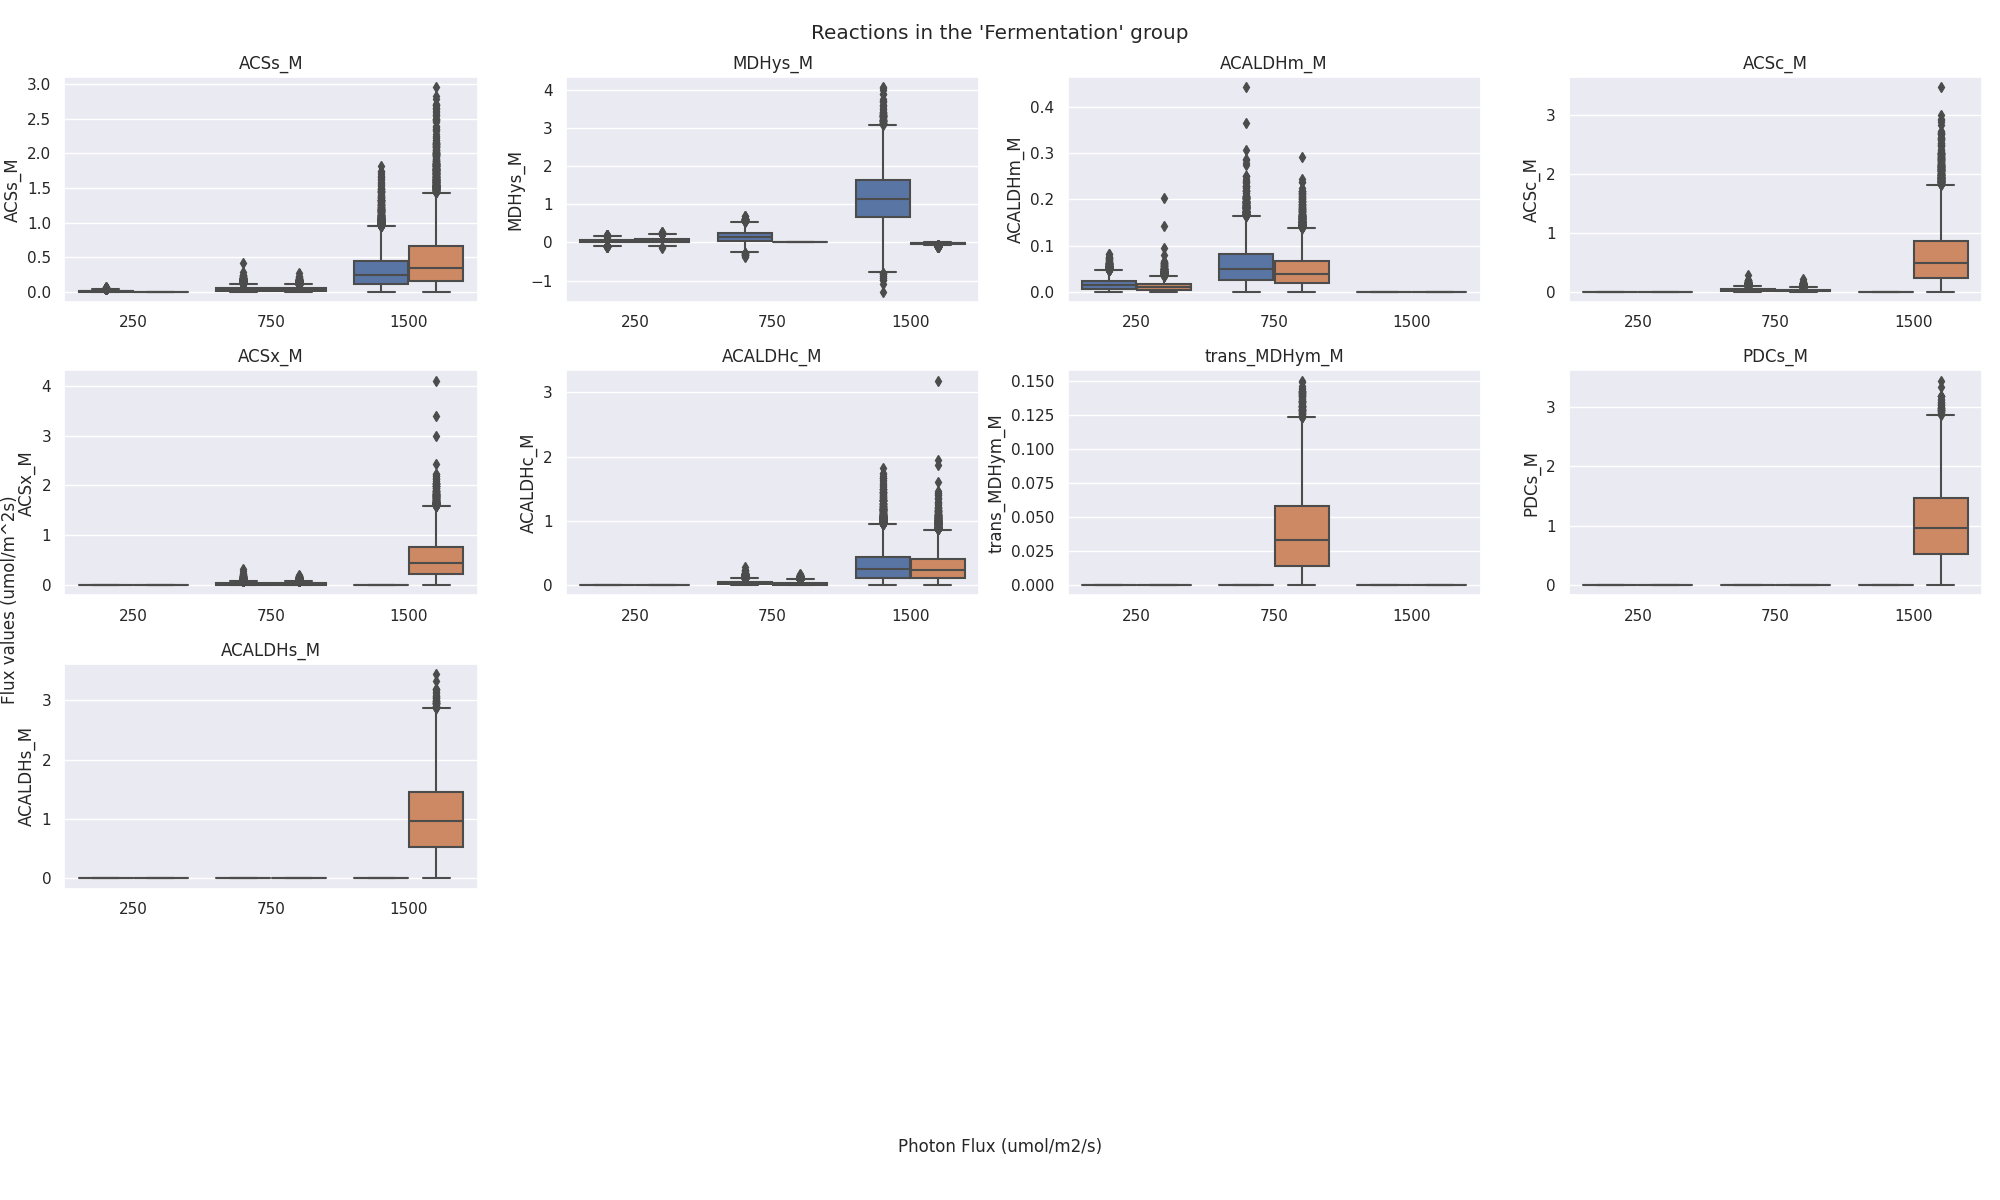 Reactions in the 'Fermentation' group
ACSs_M
ACSs_M
3.0
2.5
2.0
1.5
1.0
0.5
0.0
250 750 1500
MDHys_M
MDHys_M
4
3
2
1
0
−1
250 750 1500
ACALDHm_M
ACALDHm_M
0.4
0.3
0.2
0.1
0.0
250 750 1500
ACSc_M
ACSc_M
3
2
1
0
250 750 1500
ACSx_M
ACSx_M
4
3
2
1
0
250 750 1500
ACALDHc_M
ACALDHc_M
3
2
1
0
250 750 1500
trans_MDHym_M
trans_MDHym_M
0.150
0.125
0.100
0.075
0.050
0.025
0.000
250 750 1500
PDCs_M
PDCs_M
3
2
1
0
250 750 1500
Flux values (umol/m^2s)
ACALDHs_M
ACALDHs_M
3
2
1
0
250 750 1500
Photon Flux (umol/m2/s)